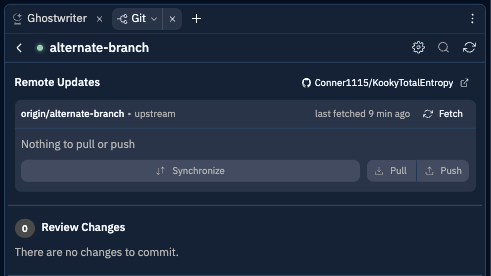 Ghostwriter
Git
alternate-branch
Remote Updates
Conner1115/KookyTotalEntropy
origin/alternate-branch • upstream
last fetched 9 min ago
Fetch
Nothing to pull or push
Synchronize
Pull
Push
0
Review Changes
There are no changes to commit.